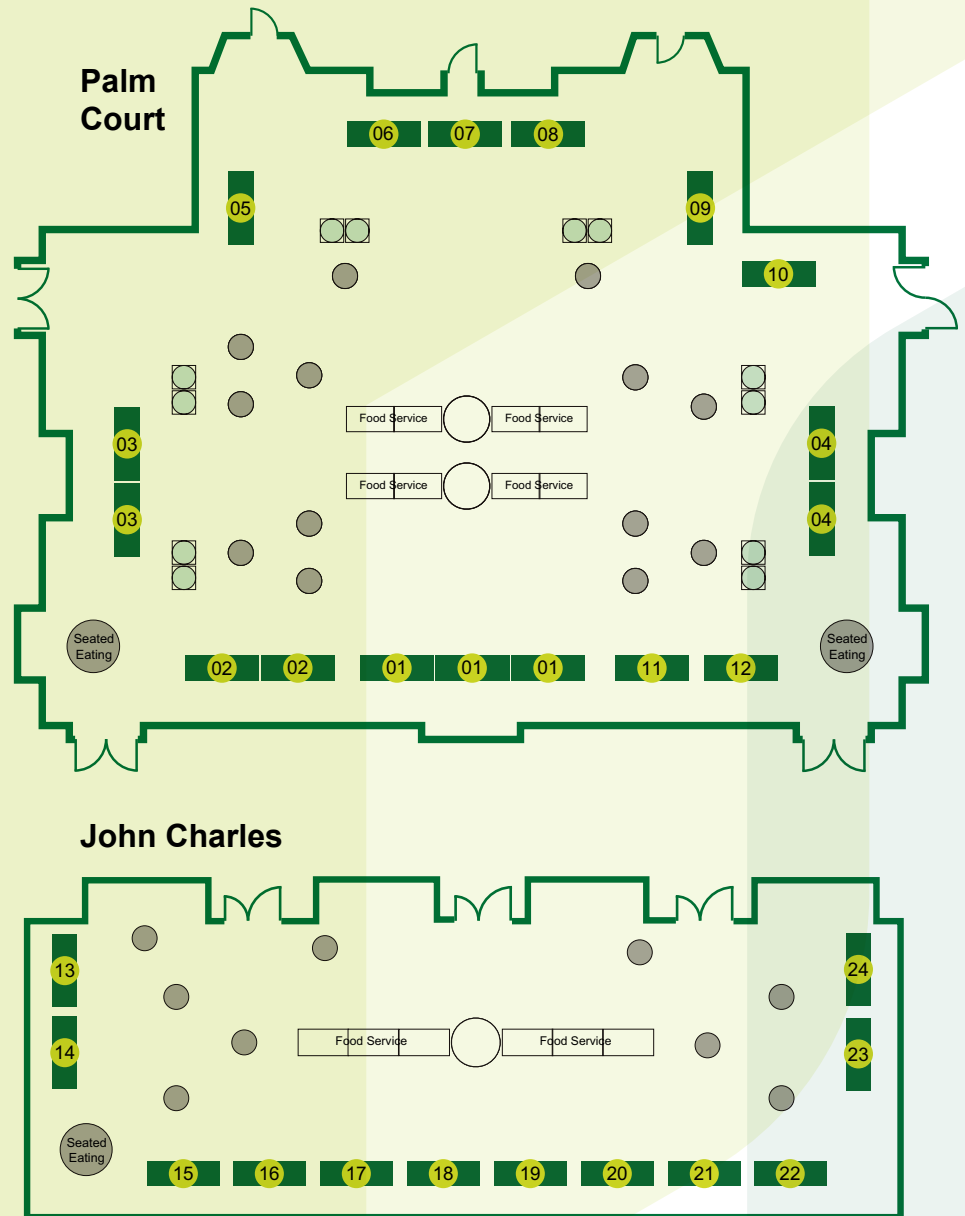 Palm
Court
06 07 08
05 09
10
Food Service Food Service
03 04
Food Service Food Service
03 04
Seated
Eating
Seated
Eating
02 02 01 01 01 11 12
John Charles
13 24
Food Service Food Service
14 23
Seated
Eating
15 16 17 18 19 20 21 22